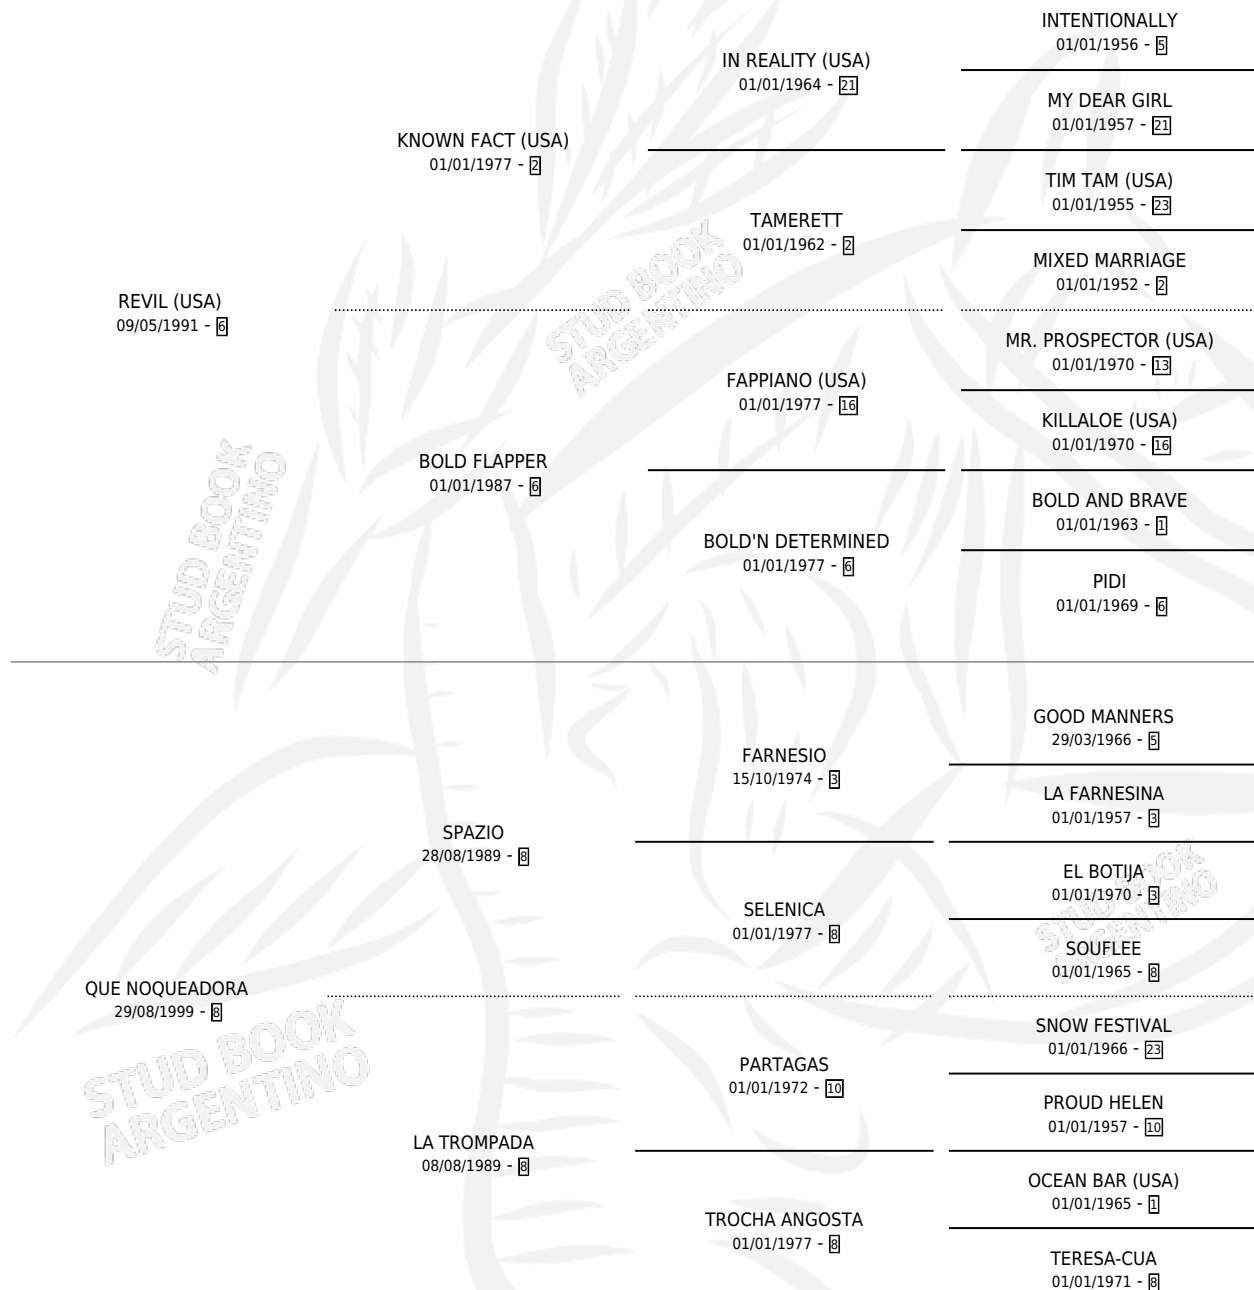 INTENTIONALLY
01/01/1956 - 5
IN REALITY (USA)
01/01/1964 - 21
MY DEAR GIRL
01/01/1957 - 21
KNOWN FACT (USA)
01/01/1977 - 2
TIM TAM (USA)
01/01/1955 - 23
TAMERETT
01/01/1962 - 2
MIXED MARRIAGE
01/01/1952 - 2
REVIL (USA)
09/05/1991 - 6
MR. PROSPECTOR (USA)
01/01/1970 - 13
FAPPIANO (USA)
01/01/1977 - 16
KILLALOE (USA)
01/01/1970 - 16
BOLD FLAPPER
01/01/1987 - 6
BOLD AND BRAVE
01/01/1963 - 1
BOLD'N DETERMINED
01/01/1977 - 6
PIDI
01/01/1969 - 6
GOOD MANNERS
29/03/1966 - 5
FARNESIO
15/10/1974 - 3
LA FARNESINA
01/01/1957 - 3
SPAZIO
28/08/1989 - 8
EL BOTIJA
01/01/1970 - 3
SELENICA
01/01/1977 - 8
SOUFLEE
01/01/1965 - 8
QUE NOQUEADORA
29/08/1999 - 8
SNOW FESTIVAL
01/01/1966 - 23
PARTAGAS
01/01/1972 - 10
PROUD HELEN
01/01/1957 - 10
LA TROMPADA
08/08/1989 - 8
OCEAN BAR (USA)
01/01/1965 - 1
TROCHA ANGOSTA
01/01/1977 - 8
TERESA-CUA
01/01/1971 - 8
STUD BOOK
ARGENTINO
STUD BOOK
ARGENTINO
STUD BOOK
ARGENTINO
STUD BOOK
ARGENTINO